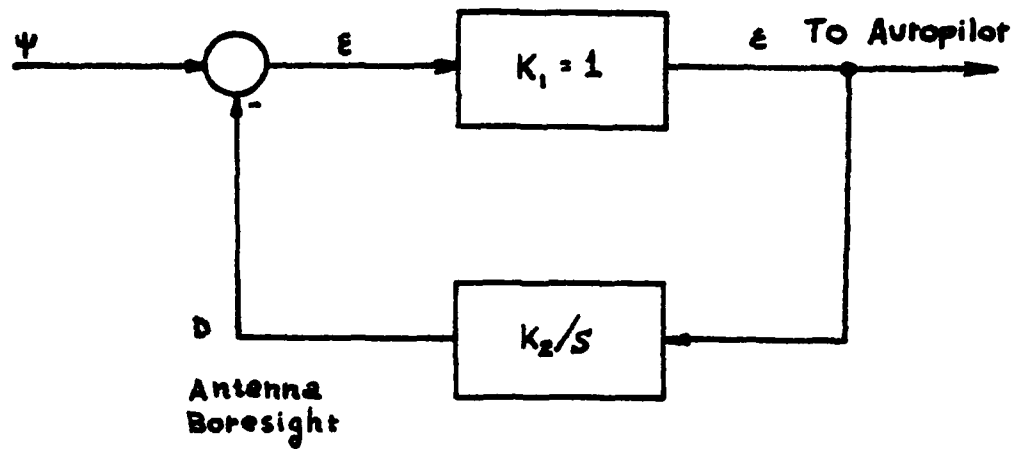 Ψ
ε
K₁ = 1
ε To Autopilot
-
D
K₂/S
Antenna
Boresight